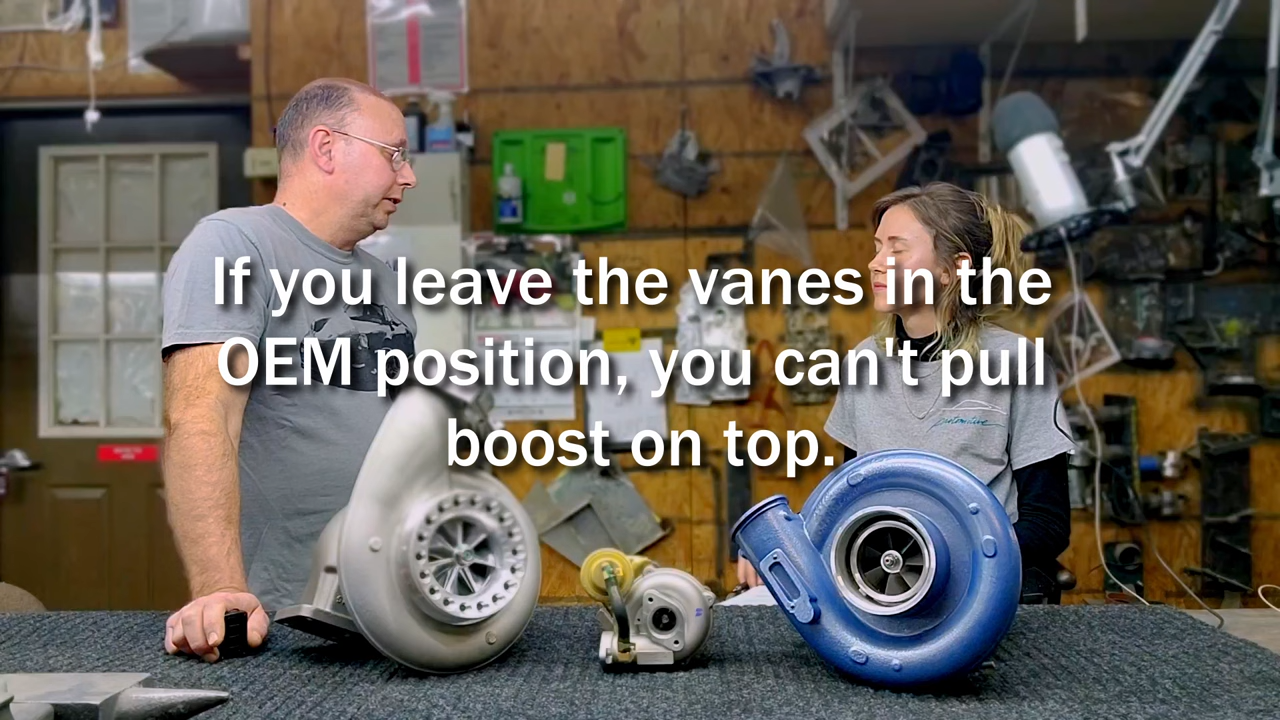 If you leave the vanes in the
OEM position, you can't pull
boost on top.